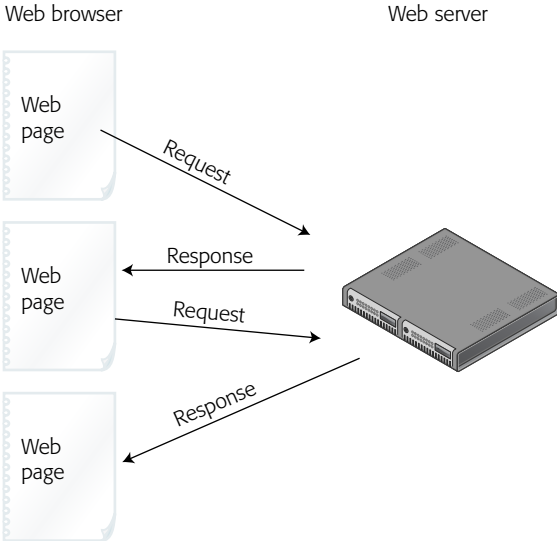 Web browser
Web server
Web
page
Request
Response
Web
page
Request
Response
Web
page